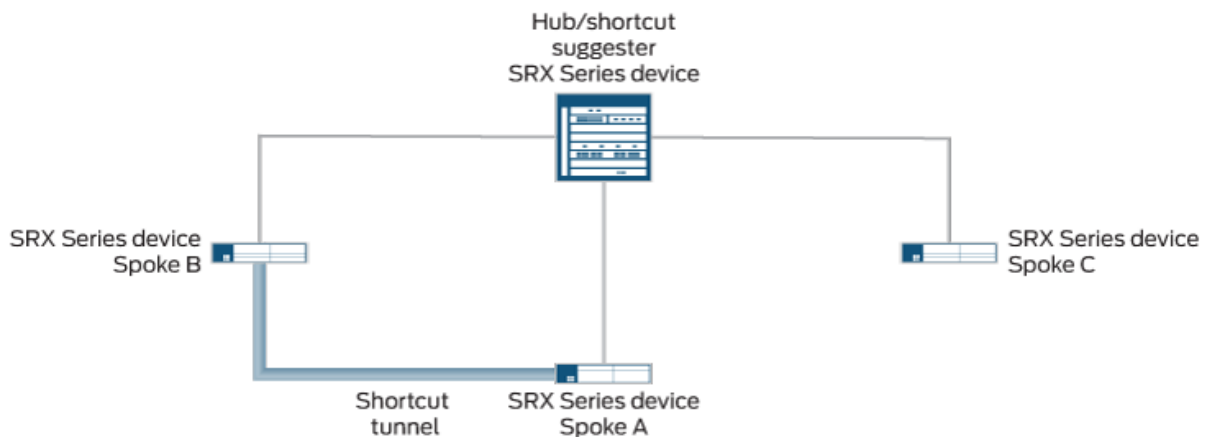 Hub/shortcut
suggester
SRX Series device
SRX Series device
Spoke B
SRX Series device
Spoke C
Shortcut
tunnel
SRX Series device
Spoke A